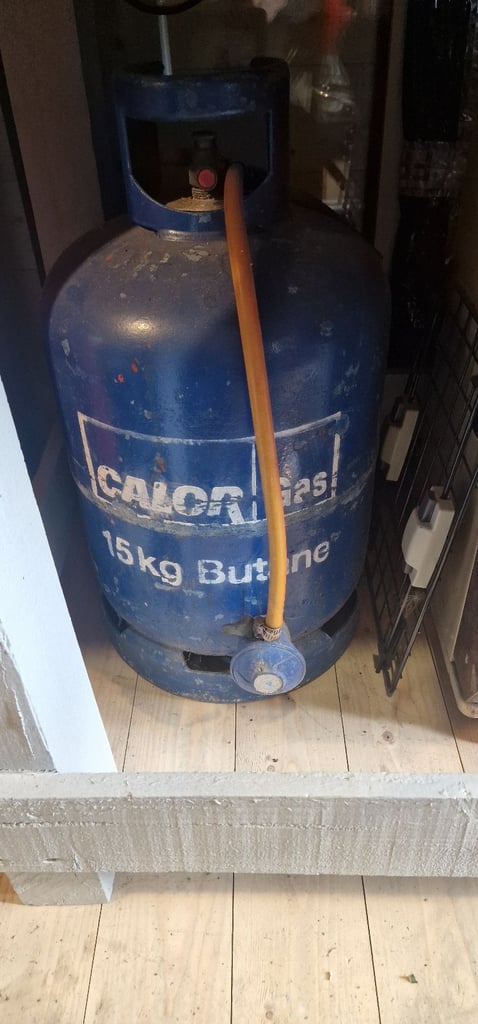 CALOR Gas
15kg Butane